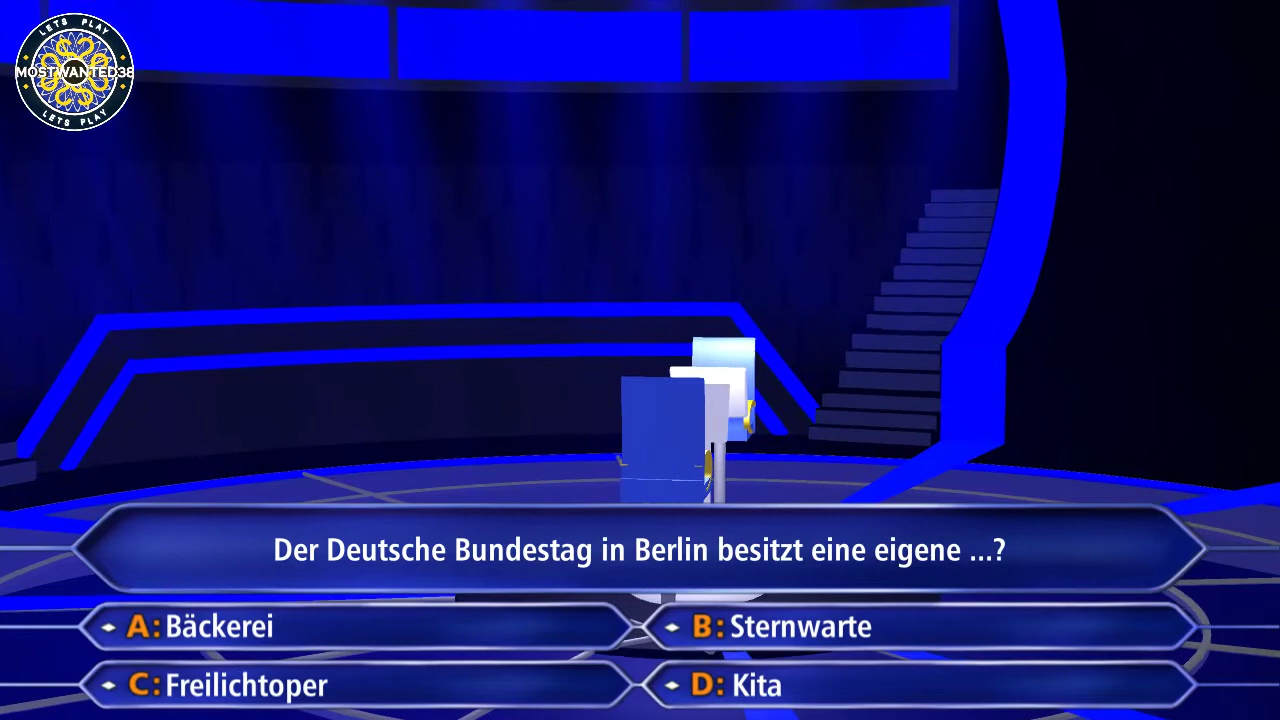 LETS PLAY
MOSTWANTED38
LETS PLAY
Der Deutsche Bundestag in Berlin besitzt eine eigene ...?
A: Bäckerei
B: Sternwarte
C: Freilichtoper
D: Kita